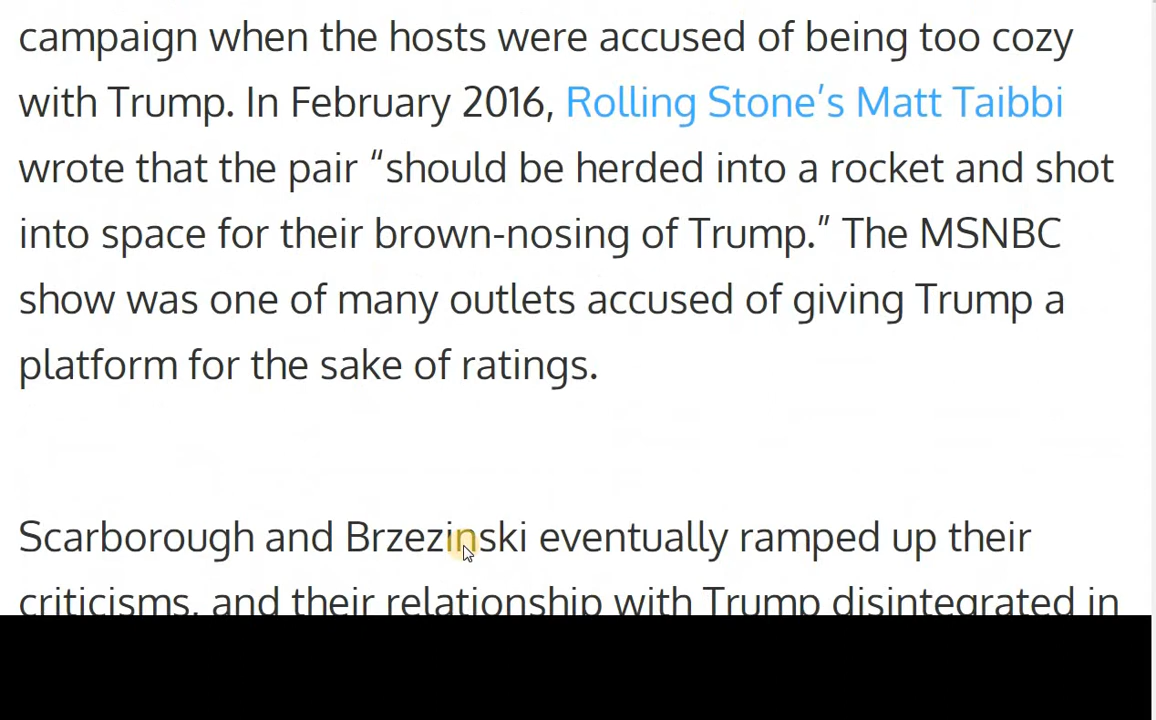 campaign when the hosts were accused of being too cozy
with Trump. In February 2016, Rolling Stone’s Matt Taibbi
wrote that the pair “should be herded into a rocket and shot
into space for their brown-nosing of Trump.” The MSNBC
show was one of many outlets accused of giving Trump a
platform for the sake of ratings.
Scarborough and Brzezinski eventually ramped up their
criticisms, and their relationship with Trump disintegrated in